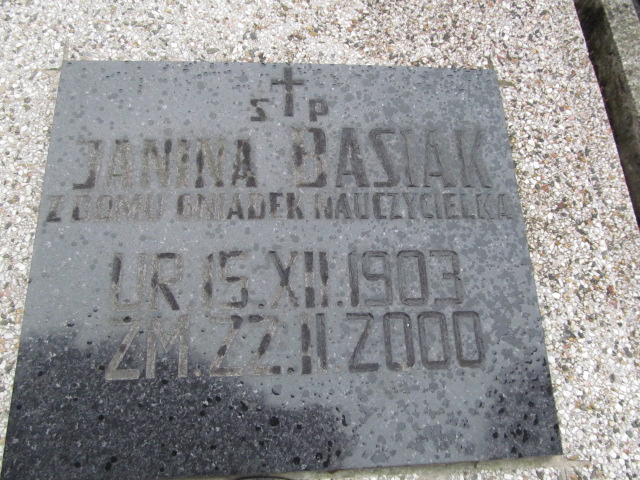 Ś P
JANINA BASIAK
Z DOMU GNIADEK NAUCZYCIELKA
UR 15.XII.1903
ZM.22.II 2000